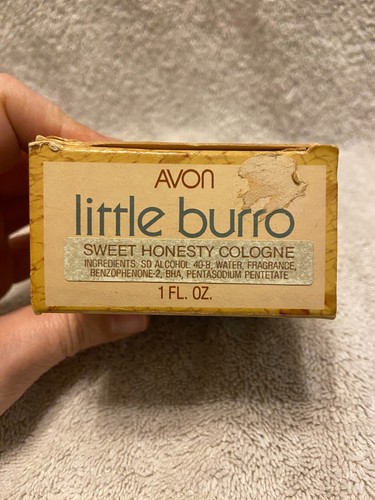 AVON
little burro
SWEET HONESTY COLOGNE
INGREDIENTS: SD ALCOHOL 40-B, WATER, FRAGRANCE,
BENZOPHENONE-2, BHA, PENTASODIUM PENTETATE
1 FL. OZ.